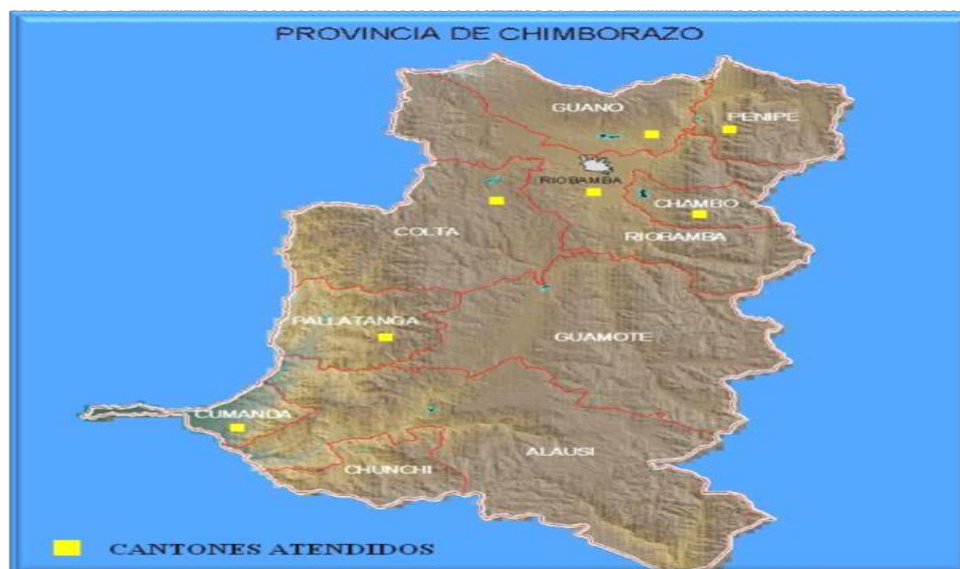 PROVINCIA DE CHIMBORAZO
GUANO
PENIPE
RIOBAMBA
CHAMBO
COLTA
RIOBAMBA
PALLATANGA
GUAMOTE
CUMANDA
ALAUSI
CHUNCHI
CANTONES ATENDIDOS